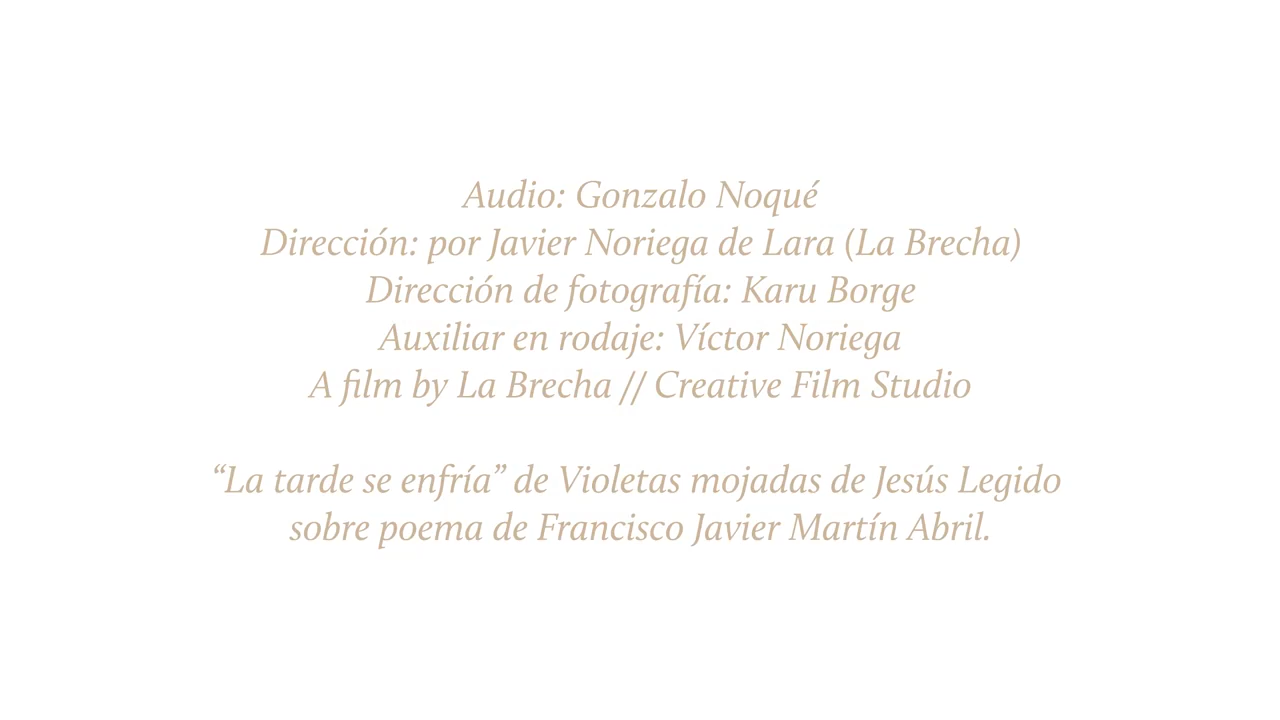 Audio: Gonzalo Noqué
Dirección: por Javier Noriega de Lara (La Brecha)
Dirección de fotografía: Karu Borge
Auxiliar en rodaje: Víctor Noriega
A film by La Brecha // Creative Film Studio
“La tarde se enfría” de Violetas mojadas de Jesús Legido
sobre poema de Francisco Javier Martín Abril.